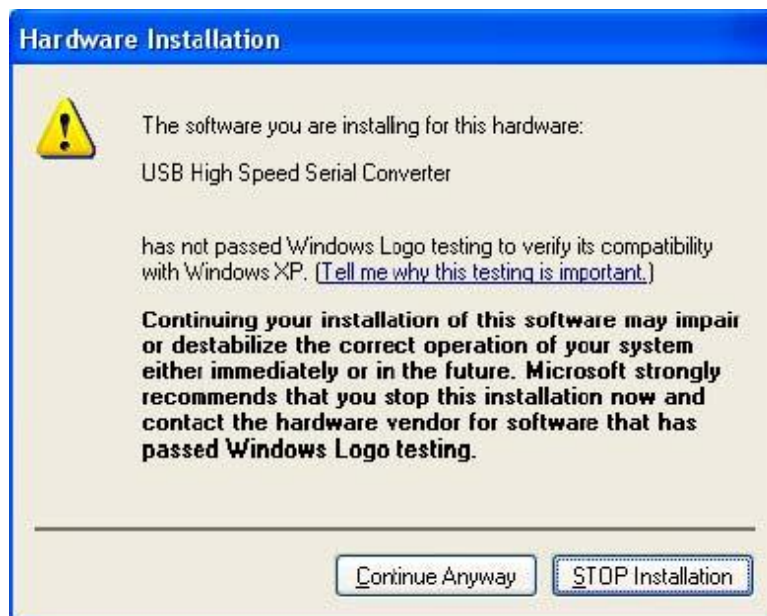 Hardware Installation
The software you are installing for this hardware:
USB High Speed Serial Converter
has not passed Windows Logo testing to verify its compatibility
with Windows XP. (Tell me why this testing is important.)
Continuing your installation of this software may impair
or destabilize the correct operation of your system
either immediately or in the future. Microsoft strongly
recommends that you stop this installation now and
contact the hardware vendor for software that has
passed Windows Logo testing.
Continue Anyway
STOP Installation